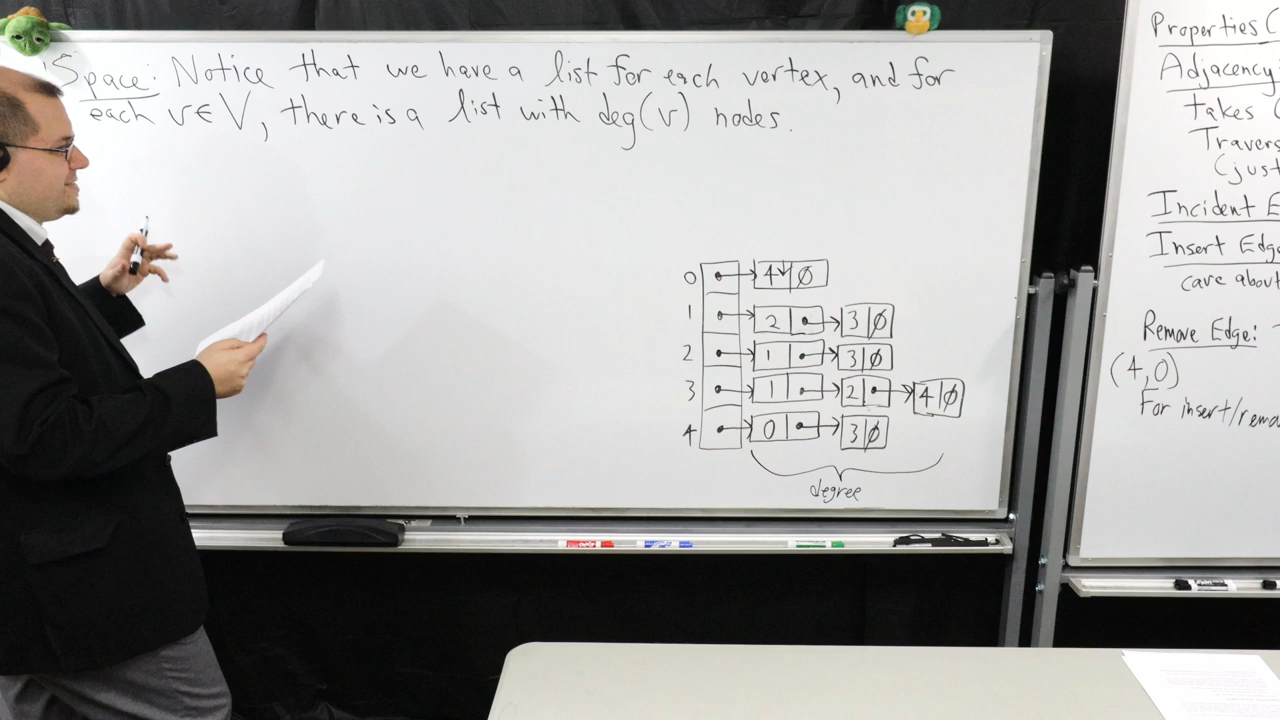 Space: Notice that we have a list for each vertex, and for
each v∈V, there is a list with deg(v) nodes.
0 4 ∅
1 2 3 ∅
2 1 3 ∅
3 1 2 4 ∅
4 0 3 ∅
degree
Properties (
Adjacency:
takes
Travers
(just
Incident E
Insert Edge
care about
Remove Edge:
(4,0)
For insert/remo